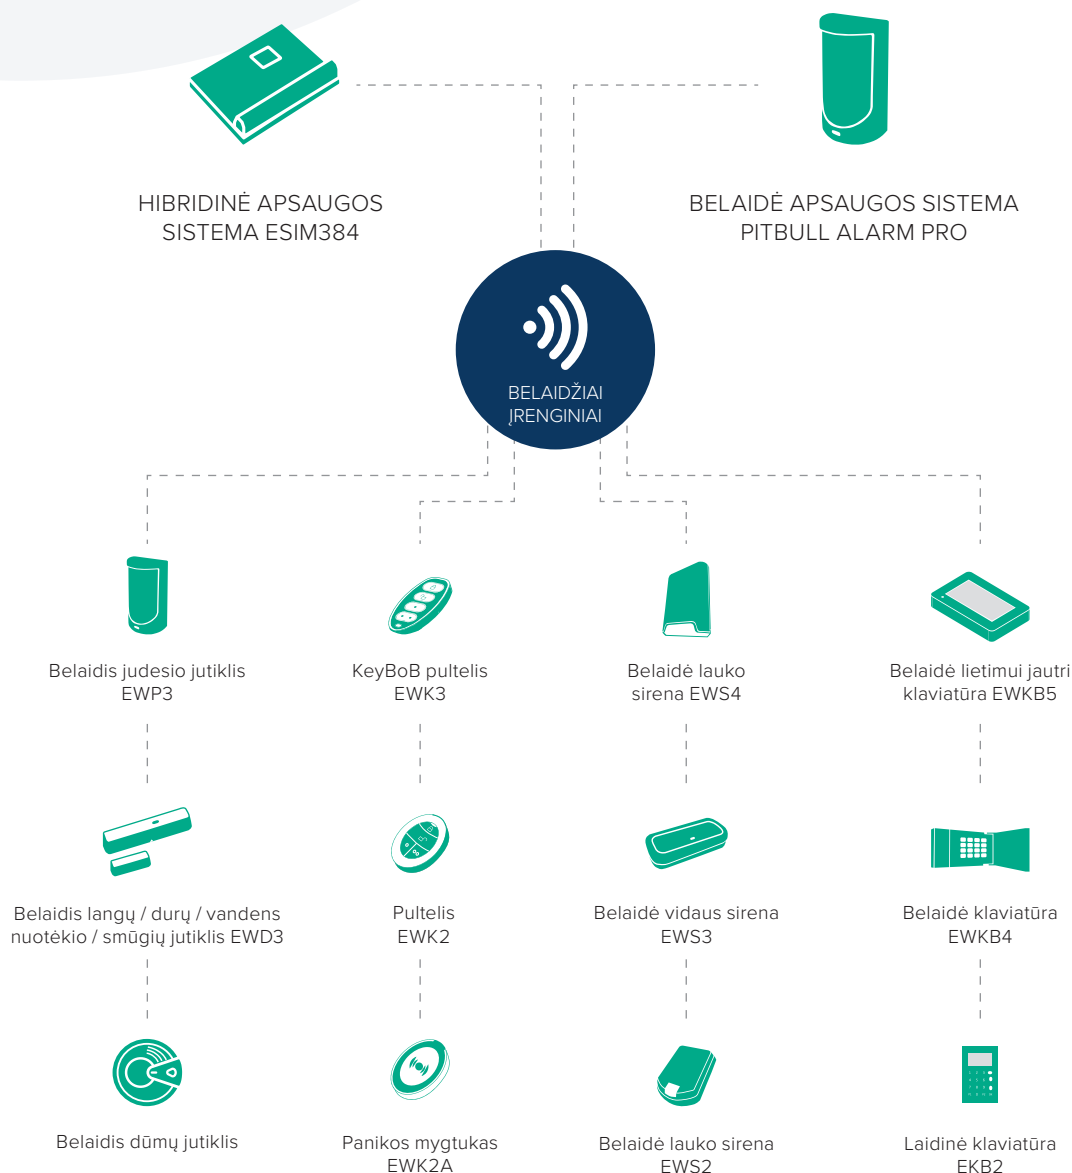 HIBRIDINĖ APSAUGOS
SISTEMA ESIM384
BELAIDĖ APSAUGOS SISTEMA
PITBULL ALARM PRO
BELAIDŽIAI
ĮRENGINIAI
Belaidis judesio jutiklis
EWP3
KeyBoB pultelis
EWK3
Belaidė lauko
sirena EWS4
Belaidė lietimui jautri
klaviatūra EWKB5
Belaidis langų / durų / vandens
nuotėkio / smūgių jutiklis EWD3
Pultelis
EWK2
Belaidė vidaus sirena
EWS3
Belaidė klaviatūra
EWKB4
Belaidis dūmų jutiklis
Panikos mygtukas
EWK2A
Belaidė lauko sirena
EWS2
Laidinė klaviatūra
EKB2